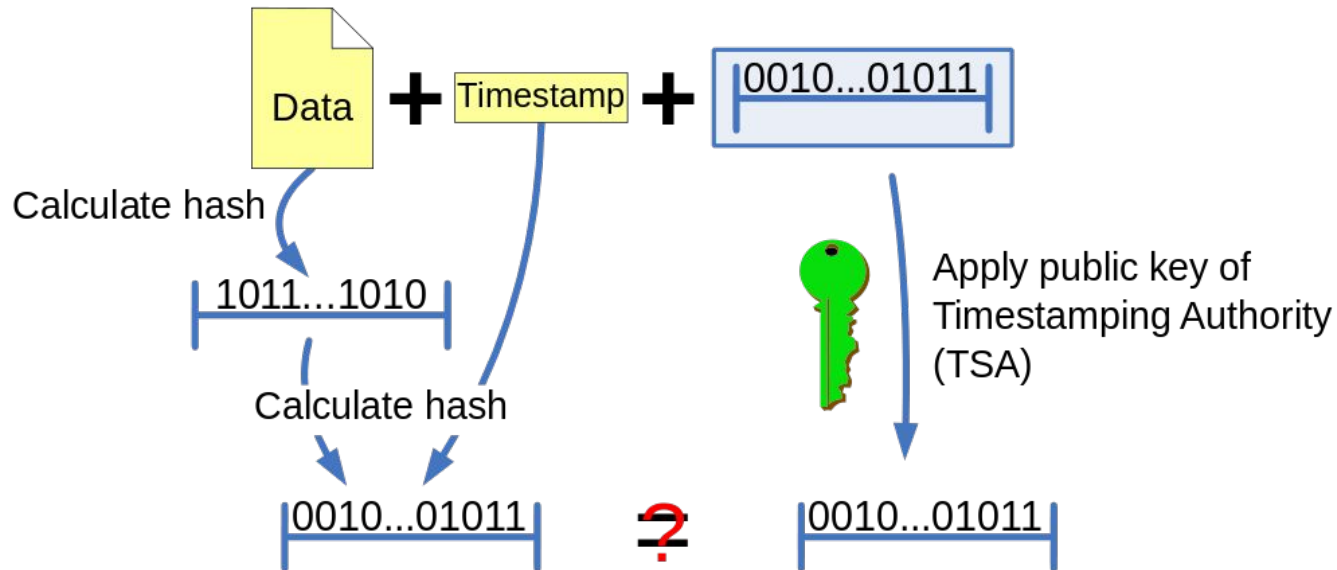 Data
+
Timestamp
+
0010...01011
Calculate hash
1011...1010
Apply public key of
Timestamping Authority
(TSA)
Calculate hash
0010...01011
=
?
0010...01011